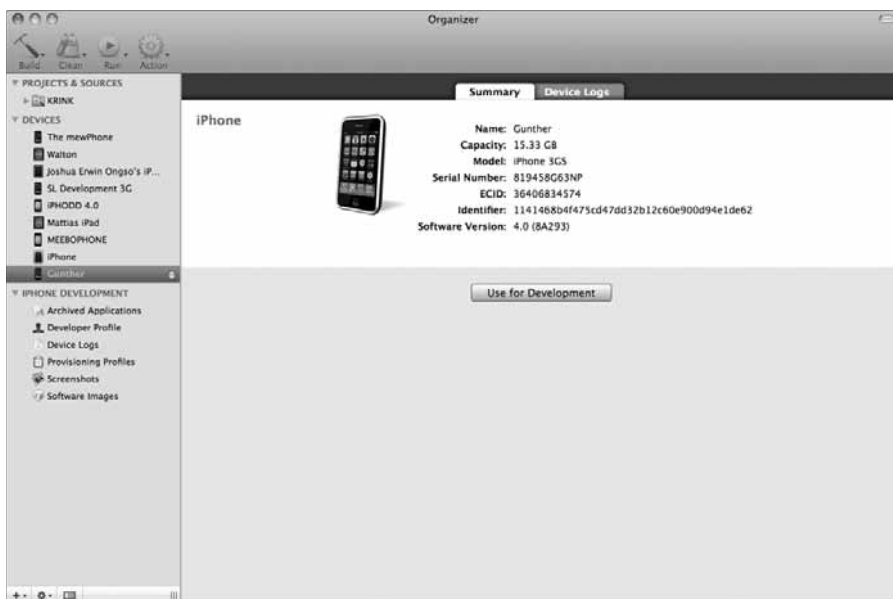 Organizer
Build Clean Run Action
PROJECTS & SOURCES
KRINK
DEVICES
The mewPhone
Walton
Joshua Erwin Ongso's iP...
SL Development 3G
iPHODD 4.0
Mattias iPad
MEEBOPHONE
iPhone
Gunther
IPHONE DEVELOPMENT
Archived Applications
Developer Profile
Device Logs
Provisioning Profiles
Screenshots
Software Images
Summary Device Logs
iPhone
Name: Gunther
Capacity: 15.33 GB
Model: iPhone 3GS
Serial Number: 819458G63NP
ECID: 36406834574
Identifier: 1141468b4f475cd47dd32b12c60e900d94e1de62
Software Version: 4.0 (8A293)
Use for Development